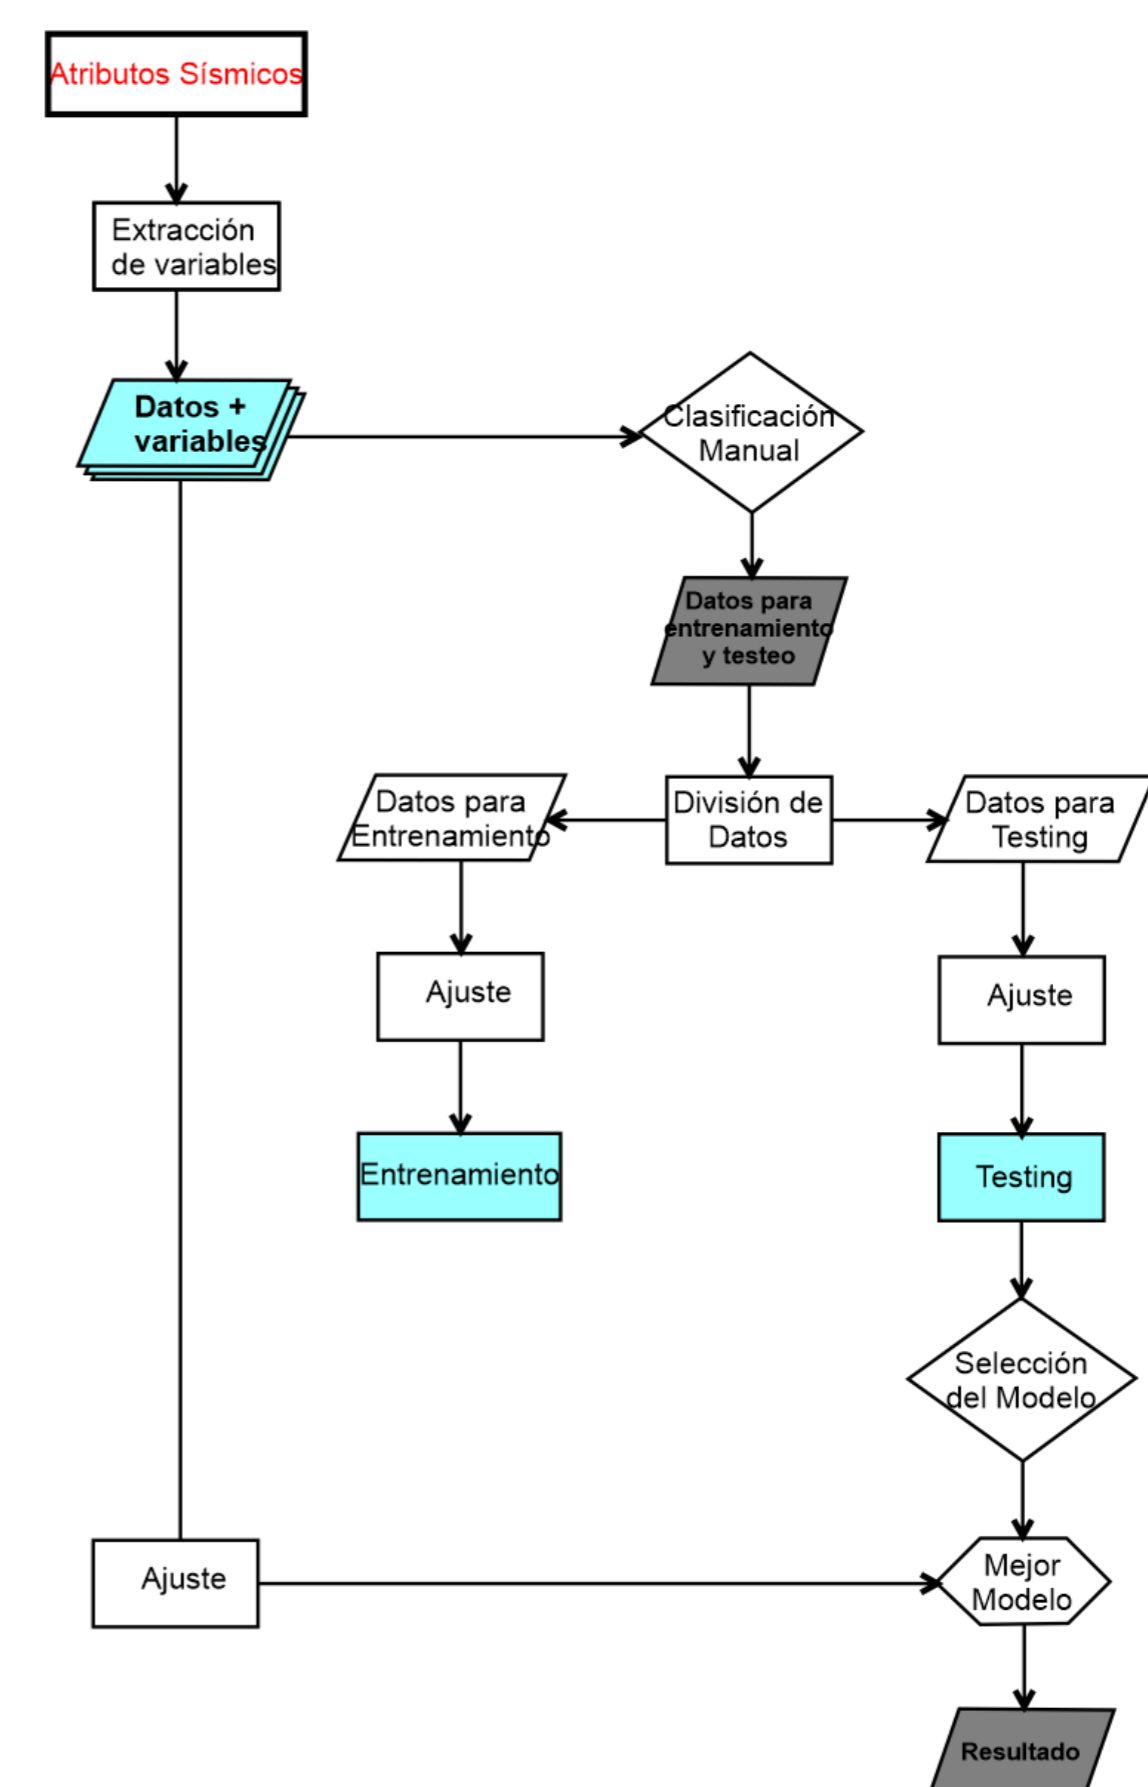 Atributos Sísmicos
Extracción
de variables
Datos +
variables
Clasificación
Manual
Datos para
entrenamiento
y testeo
Datos para
Entrenamiento
División de
Datos
Datos para
Testing
Ajuste
Ajuste
Entrenamiento
Testing
Selección
del Modelo
Ajuste
Mejor
Modelo
Resultado